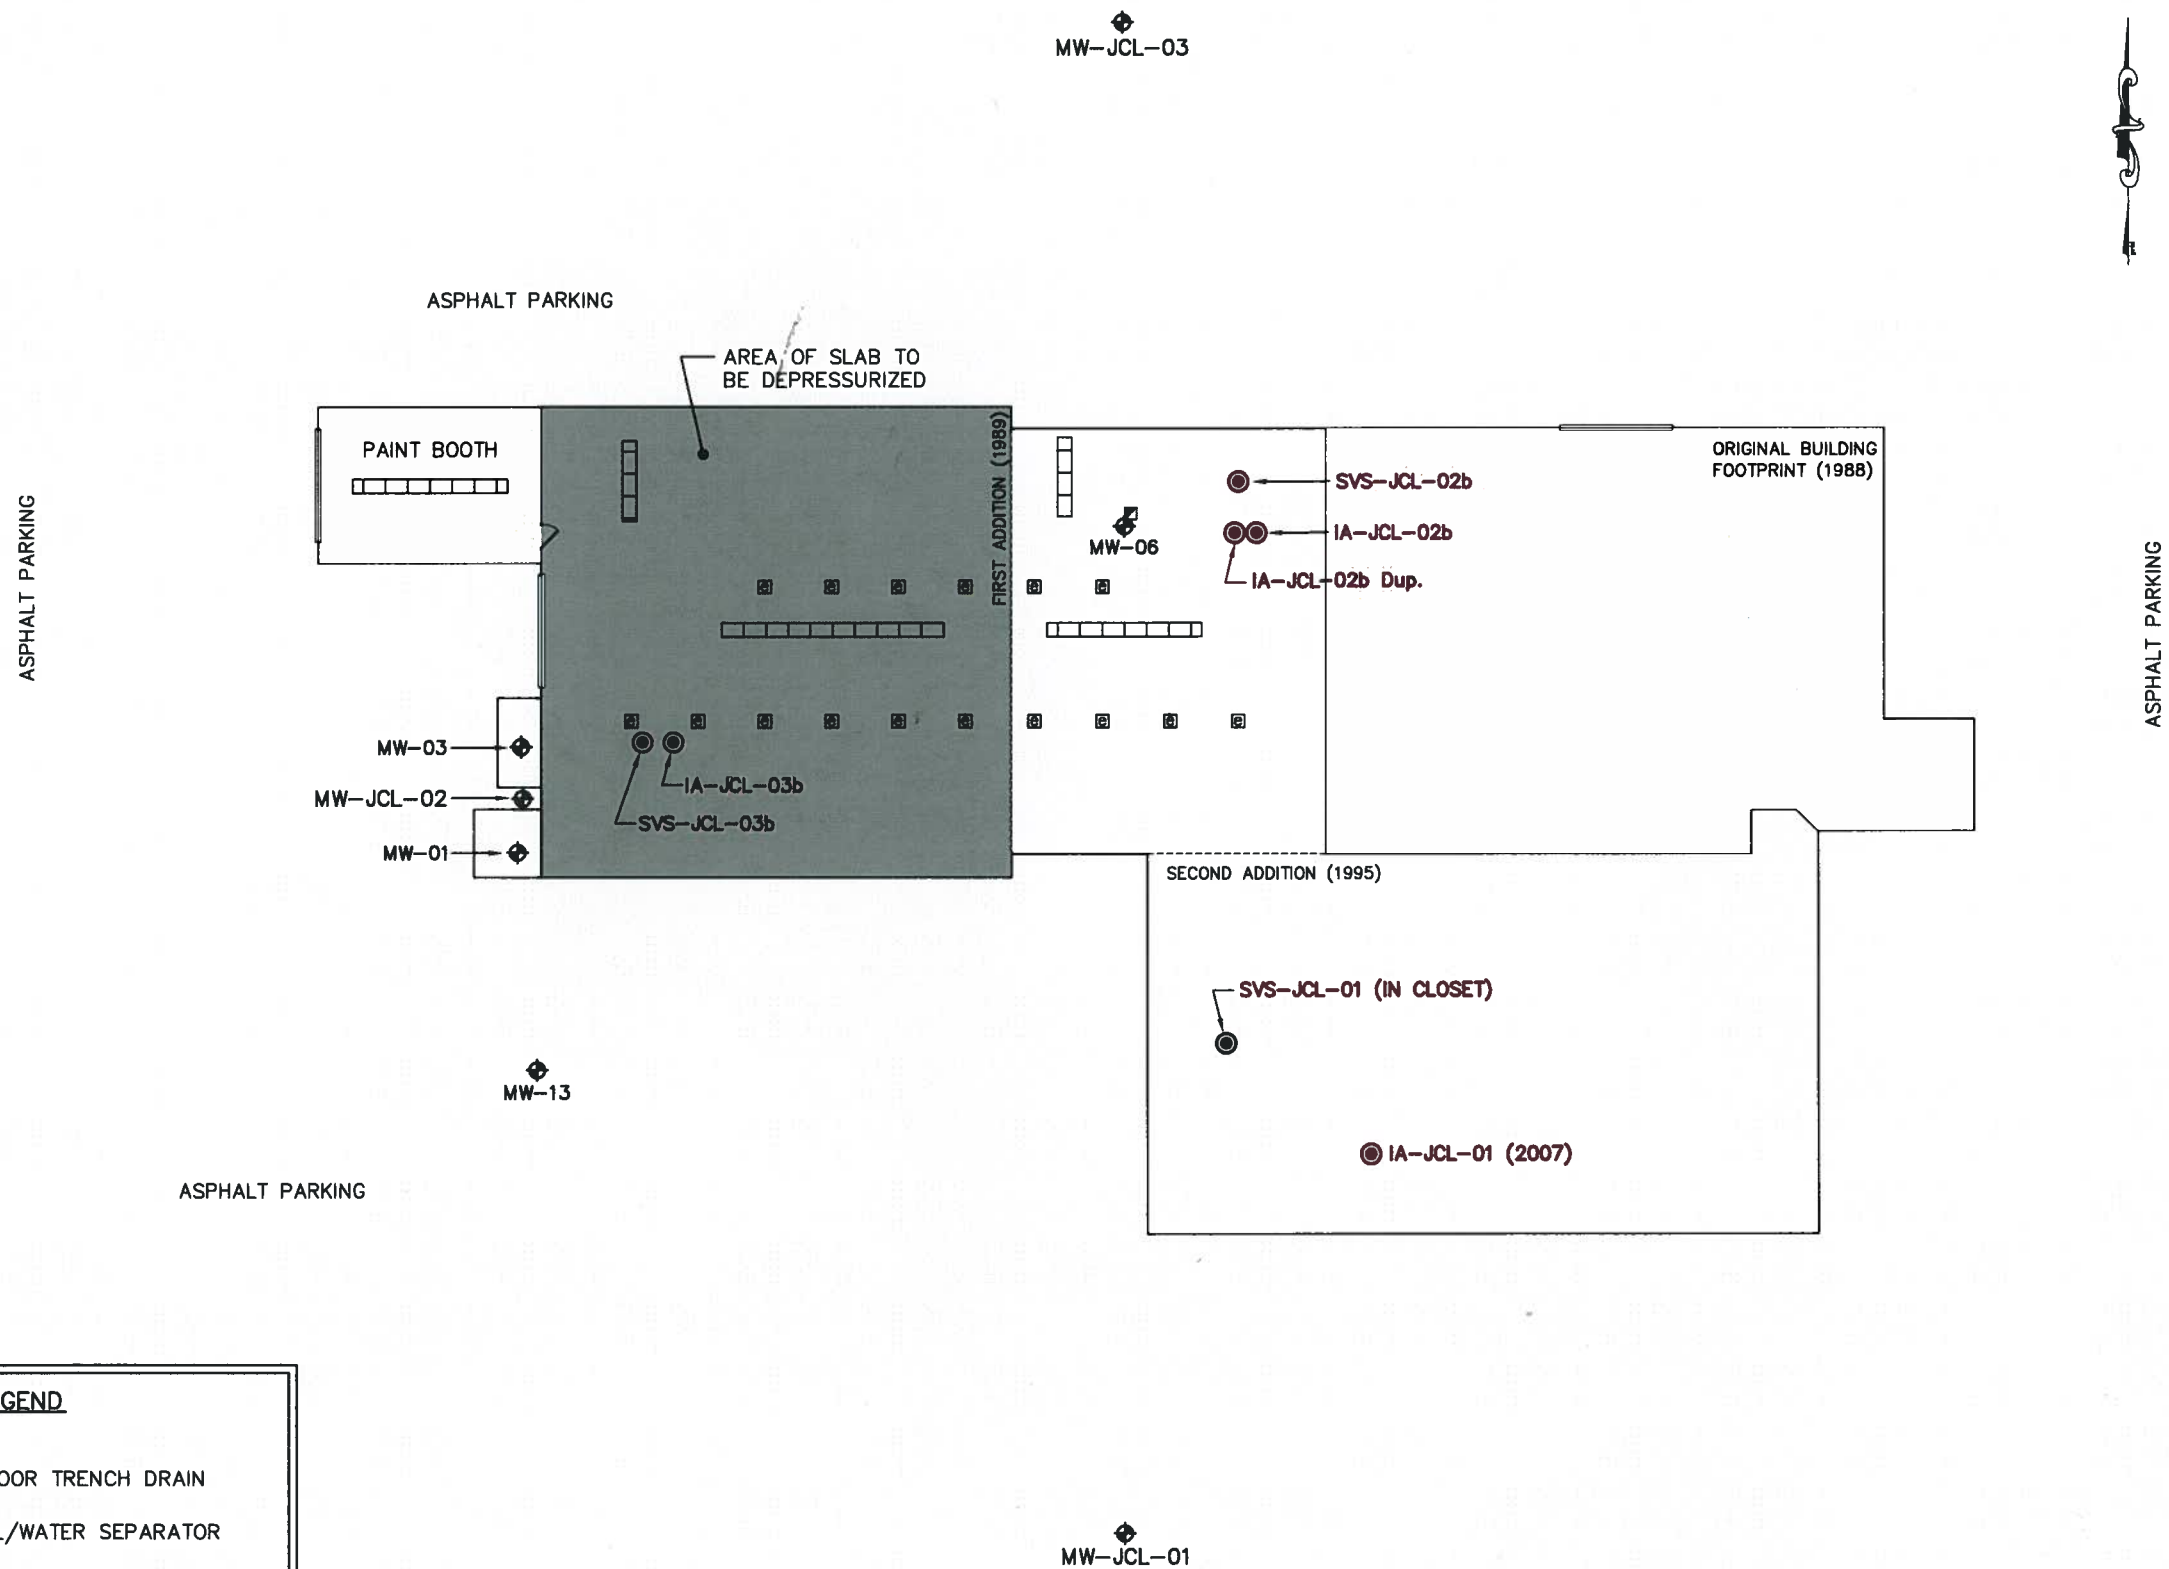 MW-JCL-03
ASPHALT PARKING
AREA OF SLAB TO
BE DEPRESSURIZED
PAINT BOOTH
FIRST ADDITION (1989)
ORIGINAL BUILDING
FOOTPRINT (1988)
SVS-JCL-02b
IA-JCL-02b
MW-06
IA-JCL-02b Dup.
ASPHALT PARKING
ASPHALT PARKING
C C C C C C
C C C C C C C C C C
MW-03
IA-JCL-03b
MW-JCL-02
SVS-JCL-03b
MW-01
SECOND ADDITION (1995)
SVS-JCL-01 (IN CLOSET)
MW-13
IA-JCL-01 (2007)
ASPHALT PARKING
GEND
OOR TRENCH DRAIN
/WATER SEPARATOR
MW-JCL-01